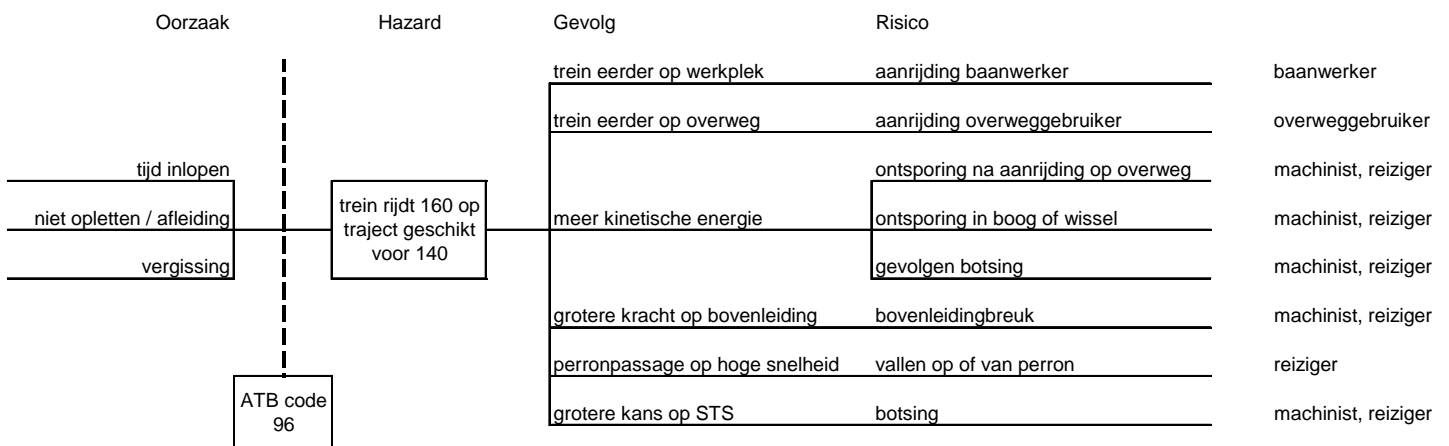 Oorzaak Hazard Gevolg Risico
trein eerder op werkplek aanrijding baanwerker baanwerker
trein eerder op overweg aanrijding overweggebruiker overweggebruiker
tijd inlopen ontsporing na aanrijding op overweg machinist, reiziger
niet opletten / afleiding trein rijdt 160 op
traject geschikt
voor 140 meer kinetische energie ontsporing in boog of wissel machinist, reiziger
vergissing gevolgen botsing machinist, reiziger
grotere kracht op bovenleiding bovenleidingbreuk machinist, reiziger
perronpassage op hoge snelheid vallen op of van perron reiziger
ATB code
96
grotere kans op STS botsing machinist, reiziger